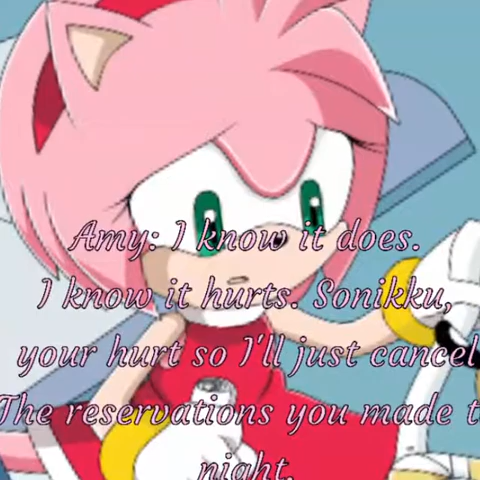 Amy: I know it does.
I know it hurts. Sonikku,
your hurt so I'll just cancel
The reservations you made t
night.